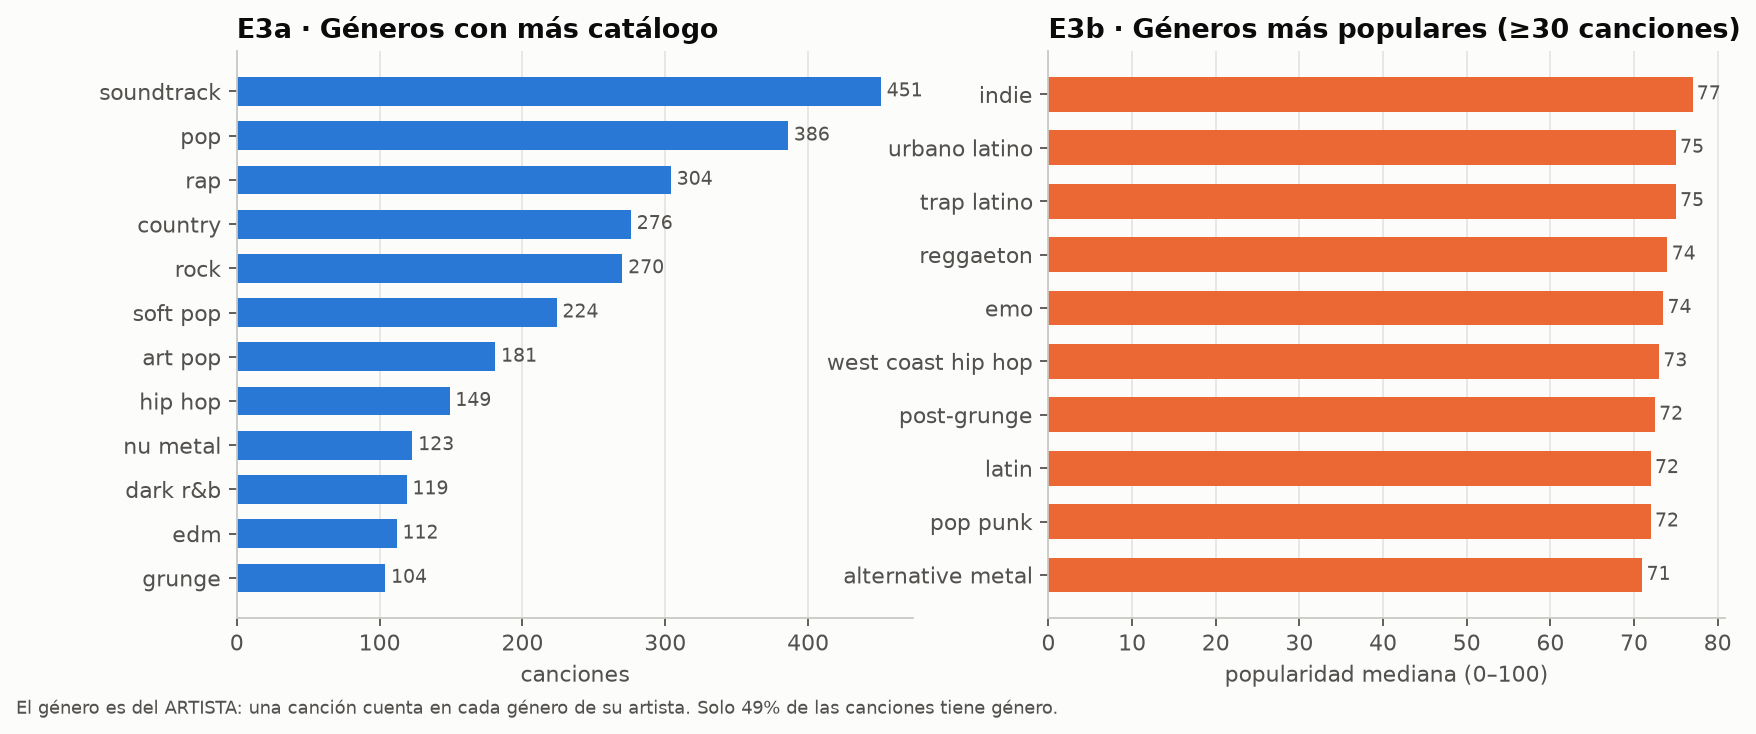 E3a · Géneros con más catálogo
soundtrack 451
pop 386
rap 304
country 276
rock 270
soft pop 224
art pop 181
hip hop 149
nu metal 123
dark r&b 119
edm 112
grunge 104
0 100 200 300 400
canciones
E3b · Géneros más populares (≥30 canciones)
indie 77
urbano latino 75
trap latino 75
reggaeton 74
emo 74
west coast hip hop 73
post-grunge 72
latin 72
pop punk 72
alternative metal 71
0 10 20 30 40 50 60 70 80
popularidad mediana (0–100)
El género es del ARTISTA: una canción cuenta en cada género de su artista. Solo 49% de las canciones tiene género.